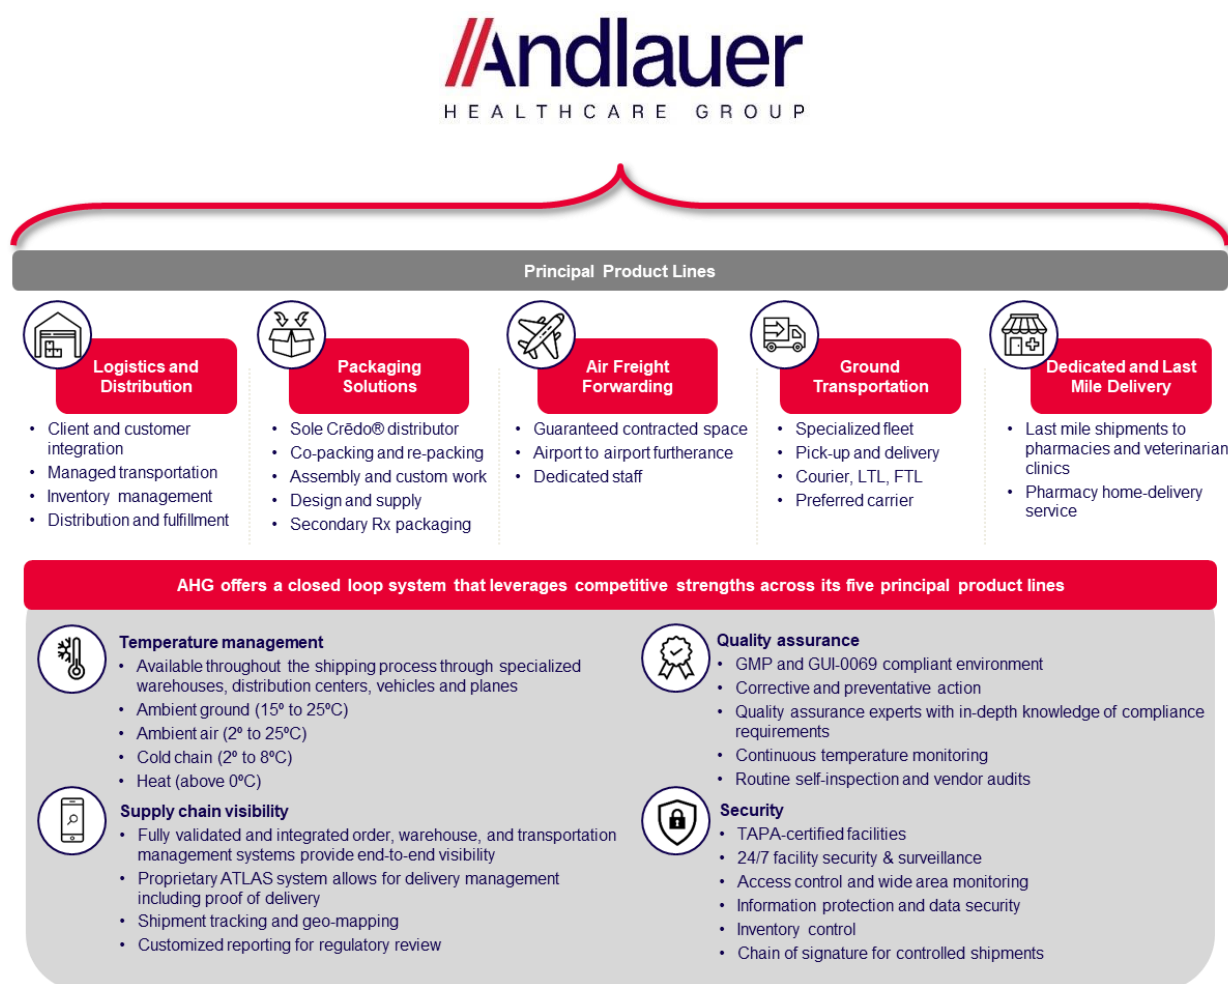 Andlauer
HEALTHCARE GROUP
Principal Product Lines
Logistics and
Distribution
• Client and customer
integration
• Managed transportation
• Inventory management
• Distribution and fulfillment
Packaging
Solutions
• Sole Crēdo® distributor
• Co-packing and re-packing
• Assembly and custom work
• Design and supply
• Secondary Rx packaging
Air Freight
Forwarding
• Guaranteed contracted space
• Airport to airport furtherance
• Dedicated staff
Ground
Transportation
• Specialized fleet
• Pick-up and delivery
• Courier, LTL, FTL
• Preferred carrier
Dedicated and Last
Mile Delivery
• Last mile shipments to
pharmacies and veterinarian
clinics
• Pharmacy home-delivery
service
AHG offers a closed loop system that leverages competitive strengths across its five principal product lines
Temperature management
• Available throughout the shipping process through specialized
warehouses, distribution centers, vehicles and planes
• Ambient ground (15º to 25ºC)
• Ambient air (2º to 25ºC)
• Cold chain (2º to 8ºC)
• Heat (above 0ºC)
Supply chain visibility
• Fully validated and integrated order, warehouse, and transportation
management systems provide end-to-end visibility
• Proprietary ATLAS system allows for delivery management
including proof of delivery
• Shipment tracking and geo-mapping
• Customized reporting for regulatory review
Quality assurance
• GMP and GUI-0069 compliant environment
• Corrective and preventative action
• Quality assurance experts with in-depth knowledge of compliance
requirements
• Continuous temperature monitoring
• Routine self-inspection and vendor audits
Security
• TAPA-certified facilities
• 24/7 facility security & surveillance
• Access control and wide area monitoring
• Information protection and data security
• Inventory control
• Chain of signature for controlled shipments